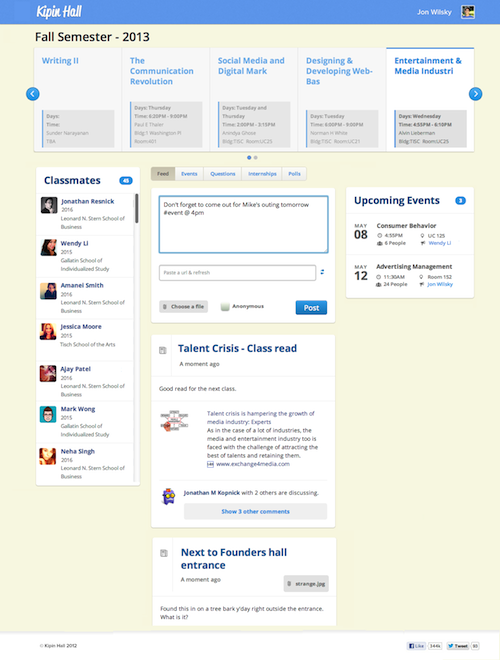 Kipin Hall
Jon Wilsky
Fall Semester - 2013
Writing II
Days:
Time:
Sunder Narayanan
TBA
The
Communication
Revolution
Days: Thursday
Time: 6:20PM - 9:00PM
Paul E Thaler
Bldg:1 Washington Pl
Room:A01
Social Media and
Digital Mark
Days: Tuesday and
Thursday
Time: 2:00PM - 3:15PM
Anindya Ghose
Bldg:TISC Room:UC25
Designing &
Developing Web-
Bas
Days: Tuesday
Time: 6:00PM - 9:00PM
Norman H White
Bldg:TISC Room:UC21
Entertainment &
Media Industri
Days: Wednesday
Time: 4:55PM - 6:10PM
Alvin Lieberman
Bldg:TISC Room:UC25
Classmates
45
Jonathan Resnick
2016
Leonard N. Stern School of
Business
Wendy Li
2015
Gallatin School of
Individualized Study
Amanei Smith
2016
Leonard N. Stern School of
Business
Jessica Moore
2015
Tisch School of the Arts
Ajay Patel
2016
Leonard N. Stern School of
Business
Mark Wong
2015
Gallatin School of
Individualized Study
Neha Singh
2016
Leonard N. Stern School of
Business
Feed
Events
Questions
Internships
Polls
Don't forget to come out for Mike's outing tomorrow
#event @ 4pm
Paste a url & refresh
Choose a file
Anonymous
Post
Talent Crisis - Class read
A moment ago
Good read for the next class.
Talent crisis is hampering the growth of
media industry: Experts
As in the case of a lot of industries, the
media and entertainment industry too is
faced with the challenge of attracting the
best of talents and retaining them.
www.exchange4media.com
Jonathan M Kopnick with 2 others are discussing.
Show 3 other comments
Next to Founders hall
entrance
A moment ago
strange.jpg
Found this in on a tree bark y'day right outside the entrance.
What is it?
Upcoming Events
3
MAY
08
Consumer Behavior
4:55PM
UC 125
6 People
Wendy Li
MAY
12
Advertising Management
11:30AM
Room 152
24 People
Jon Wilsky
© Kipin Hall 2012
Like
344k
Tweet
93